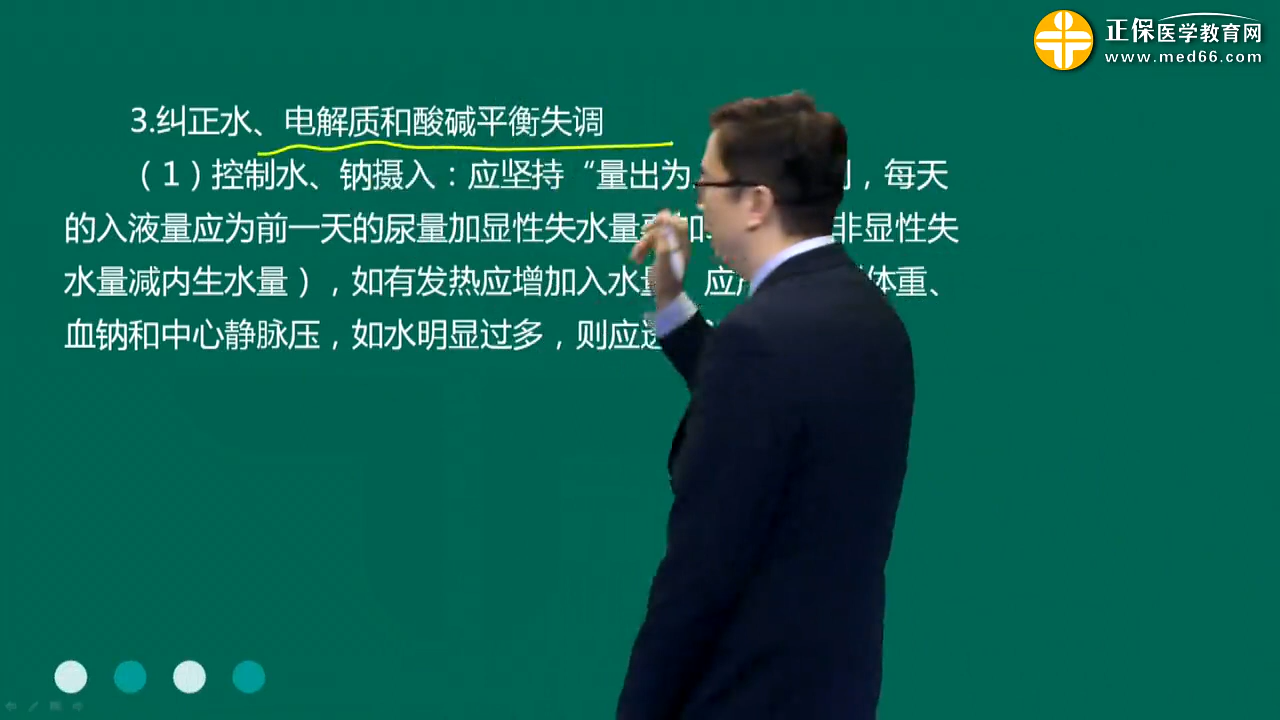 正保医学教育网
www.med66.com
3.纠正水、电解质和酸碱平衡失调
（1）控制水、钠摄入：应坚持“量出为，每天
的入液量应为前一天的尿量加显性失水量非显性失
水量减内生水量），如有发热应增加入水量体重、
血钠和中心静脉压，如水明显过多，则应